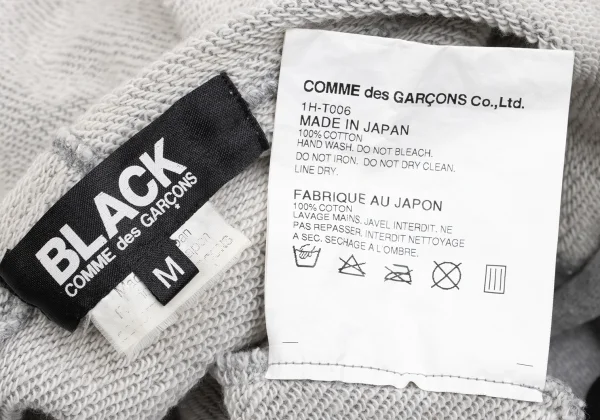 BLACK
COMME des GARÇONS
M
COMME des GARÇONS Co.,Ltd.
1H-T006
MADE IN JAPAN
100% COTTON
HAND WASH. DO NOT BLEACH.
DO NOT IRON. DO NOT DRY CLEAN.
LINE DRY.
FABRIQUE AU JAPON
100% COTON
LAVAGE MAINS. JAVEL INTERDIT. NE
PAS REPASSER. INTERDIT NETTOYAGE
A SEC. SECHAGE A L'OMBRE.